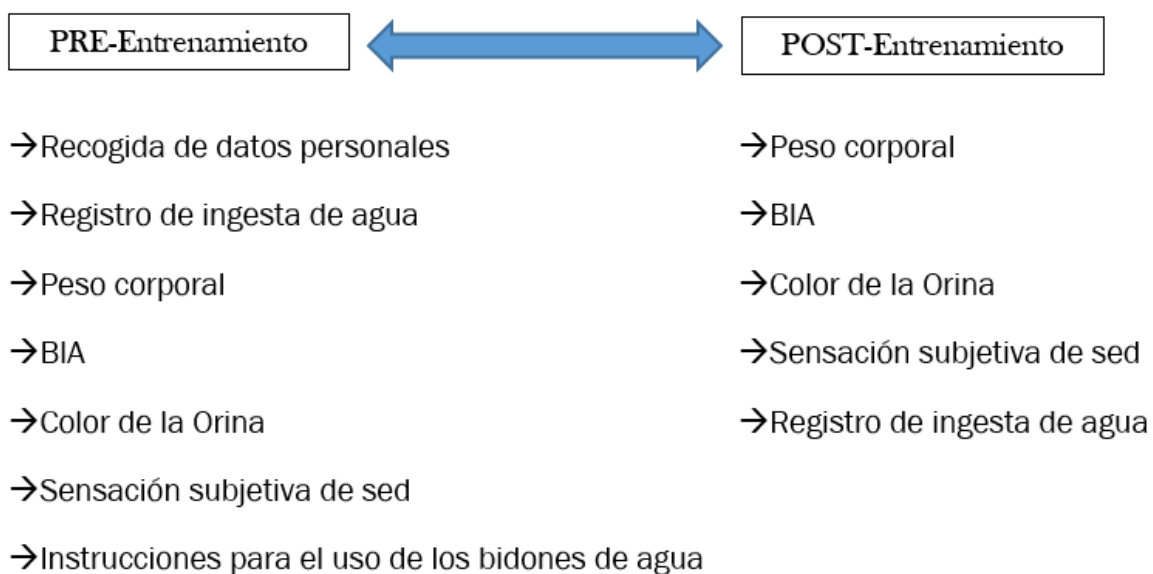 PRE-Entrenamiento
→Recogida de datos personales
→Registro de ingesta de agua
→Peso corporal
→BIA
→Color de la Orina
→Sensación subjetiva de sed
→Instrucciones para el uso de los bidones de agua
POST-Entrenamiento
→Peso corporal
→BIA
→Color de la Orina
→Sensación subjetiva de sed
→Registro de ingesta de agua